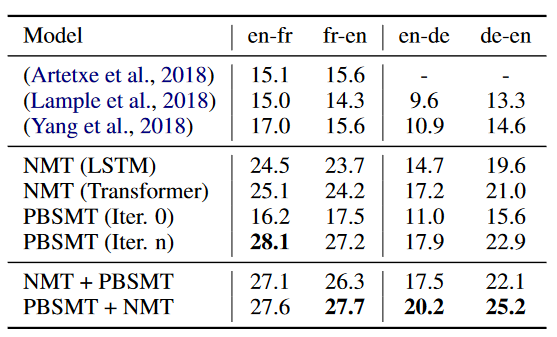 Model en-fr fr-en en-de de-en
(Artetxe et al., 2018) 15.1 15.6 - -
(Lample et al., 2018) 15.0 14.3 9.6 13.3
(Yang et al., 2018) 17.0 15.6 10.9 14.6
NMT (LSTM) 24.5 23.7 14.7 19.6
NMT (Transformer) 25.1 24.2 17.2 21.0
PBSMT (Iter. 0) 16.2 17.5 11.0 15.6
PBSMT (Iter. n) 28.1 27.2 17.9 22.9
NMT + PBSMT 27.1 26.3 17.5 22.1
PBSMT + NMT 27.6 27.7 20.2 25.2